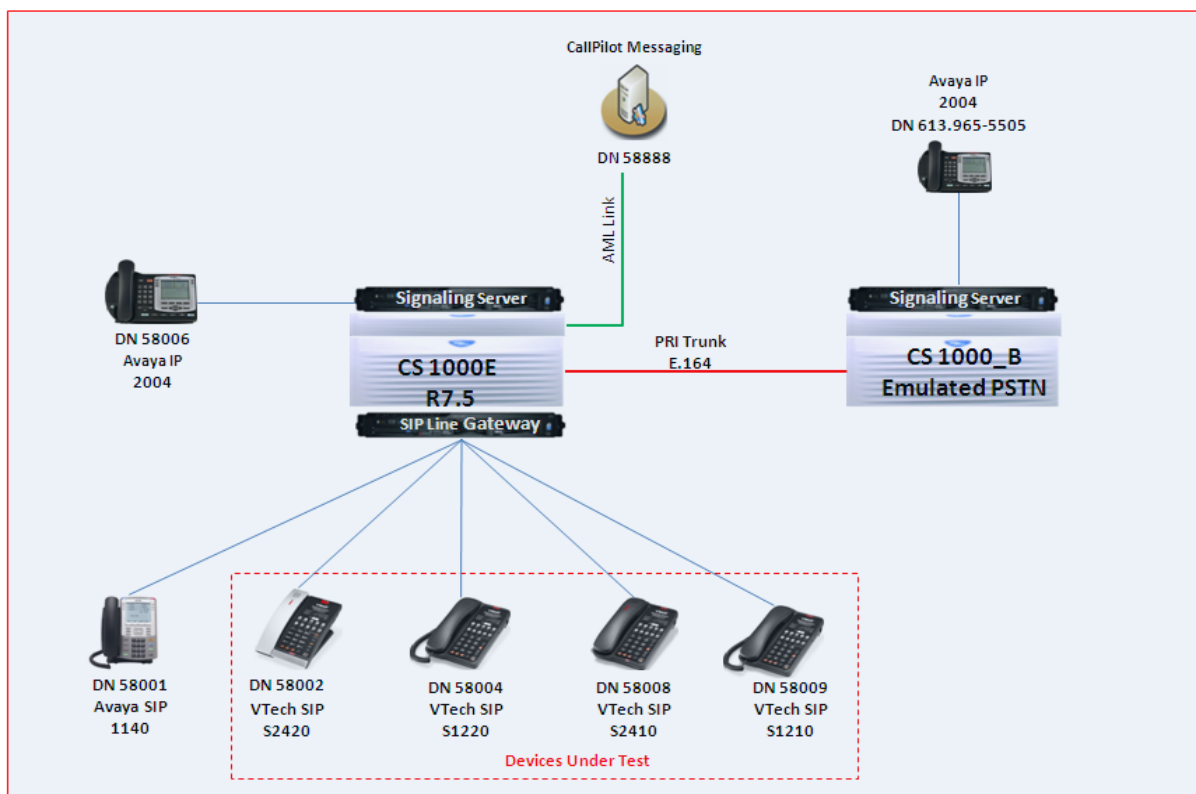 CallPilot Messaging
DN 58888
AML Link
Avaya IP
2004
DN 613.965-5505
DN 58006
Avaya IP
2004
Signaling Server
CS 1000E
R7.5
SIP Line Gateway
PRI Trunk
E.164
Signaling Server
CS 1000_B
Emulated PSTN
DN 58001
Avaya SIP
1140
DN 58002
VTech SIP
S2420
DN 58004
VTech SIP
S1220
DN 58008
VTech SIP
S2410
DN 58009
VTech SIP
S1210
Devices Under Test